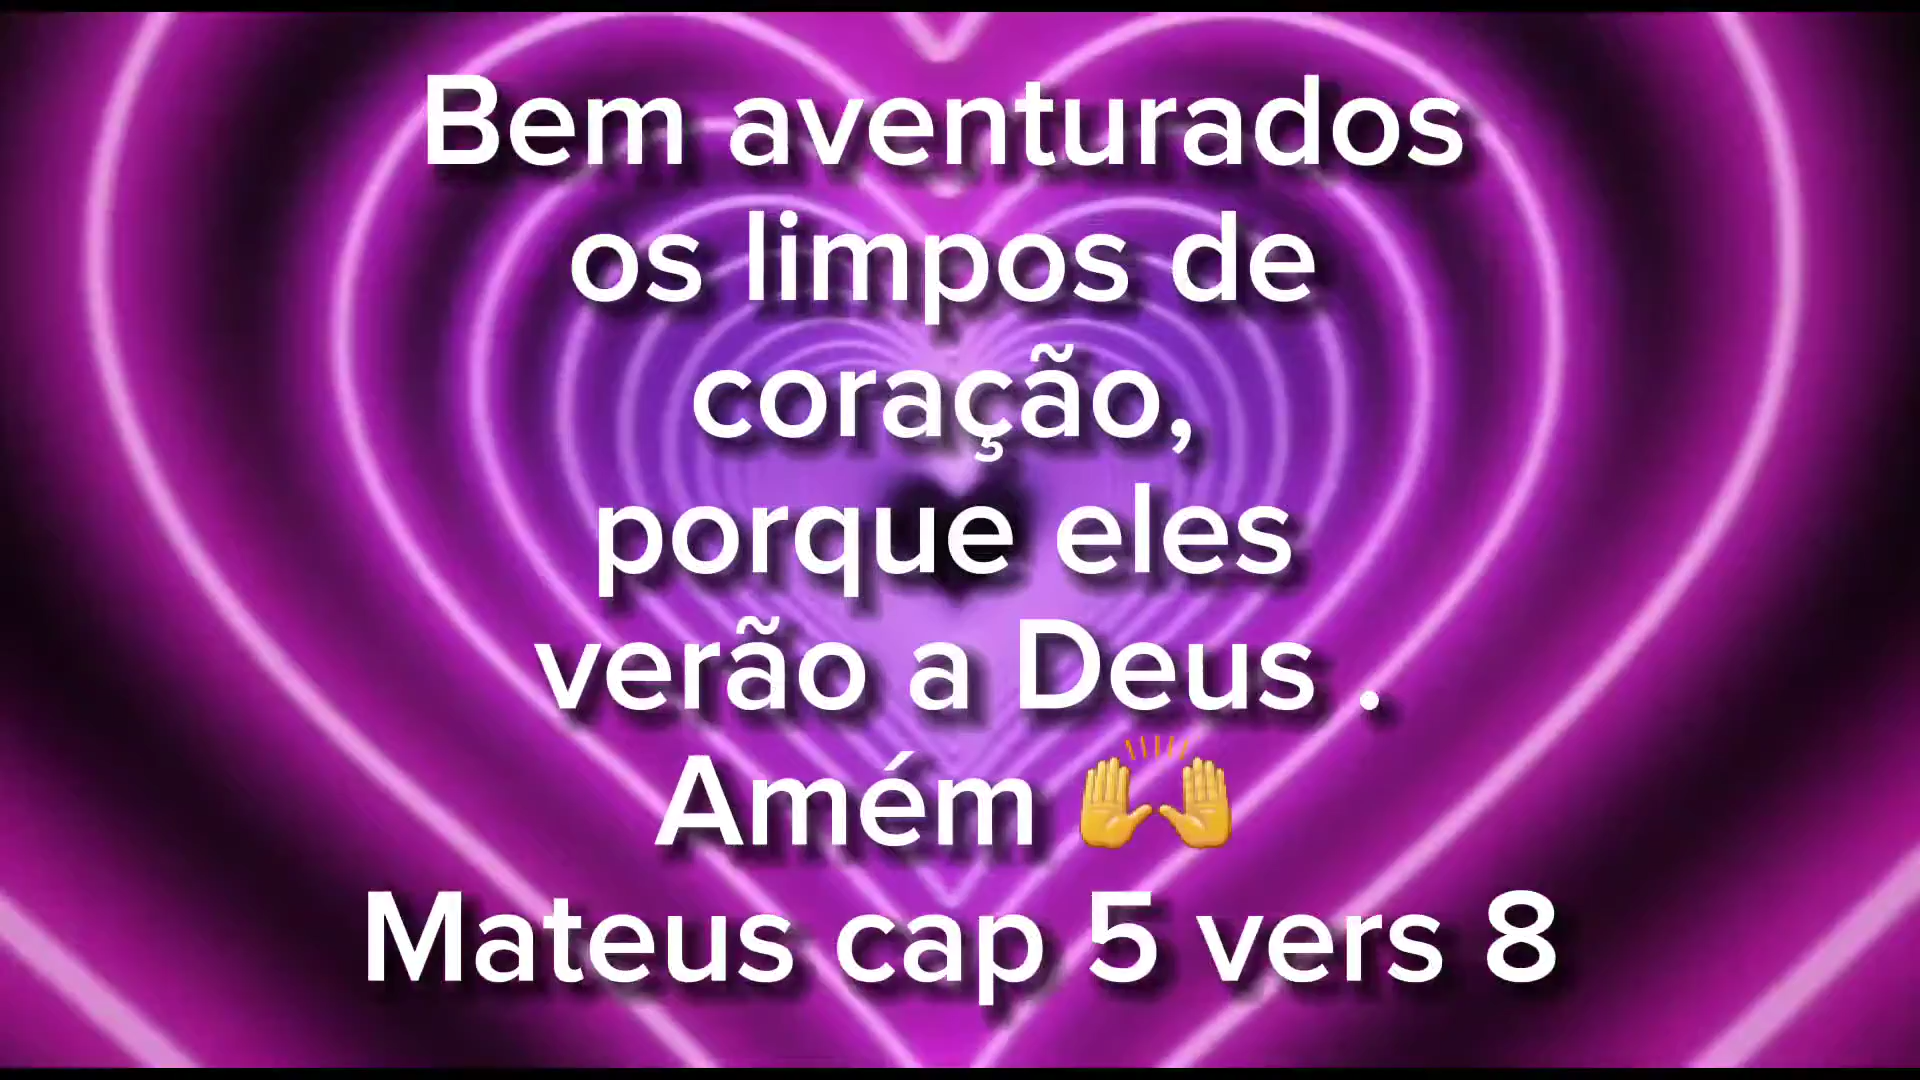 Bem aventurados
os limpos de
coração,
porque eles
verão a Deus .
Amém 🙌
Mateus cap 5 vers 8